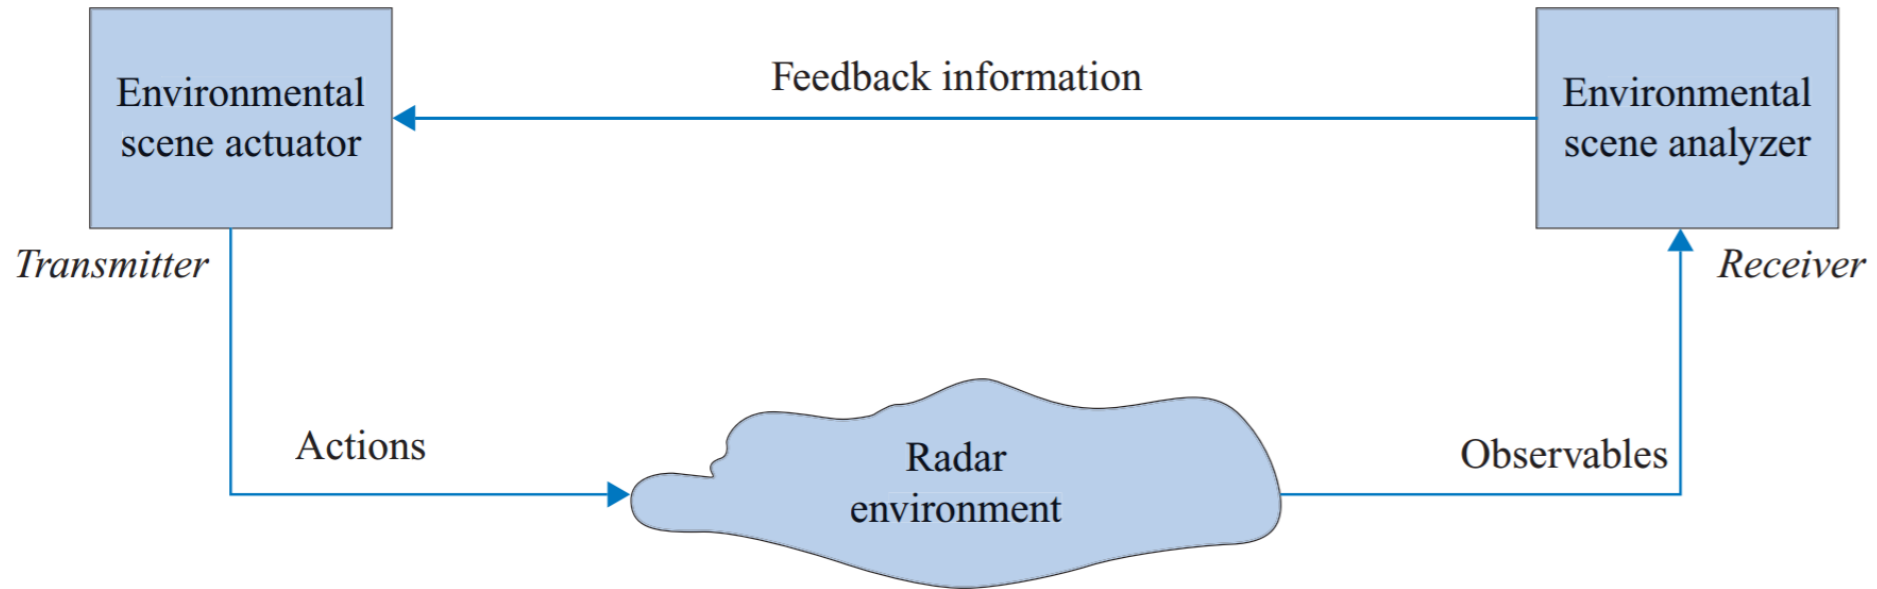 Environmental
scene actuator
Feedback information
Environmental
scene analyzer
Transmitter
Receiver
Actions
Radar
environment
Observables